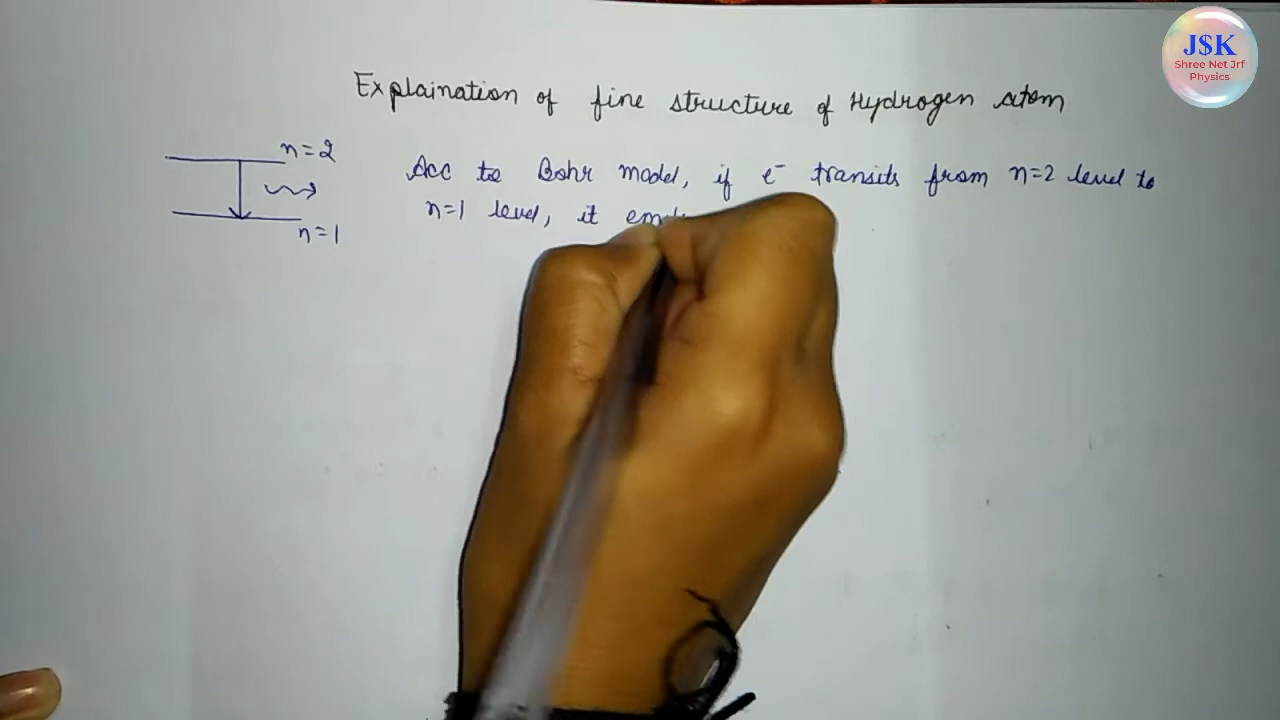 J$K
Shree Net Jrf
Physics
Explaination of fine structure of Hydrogen atom
n=2
Acc to Bohr model, if e⁻ transits from n=2 level to
n=1 level, it
n=1